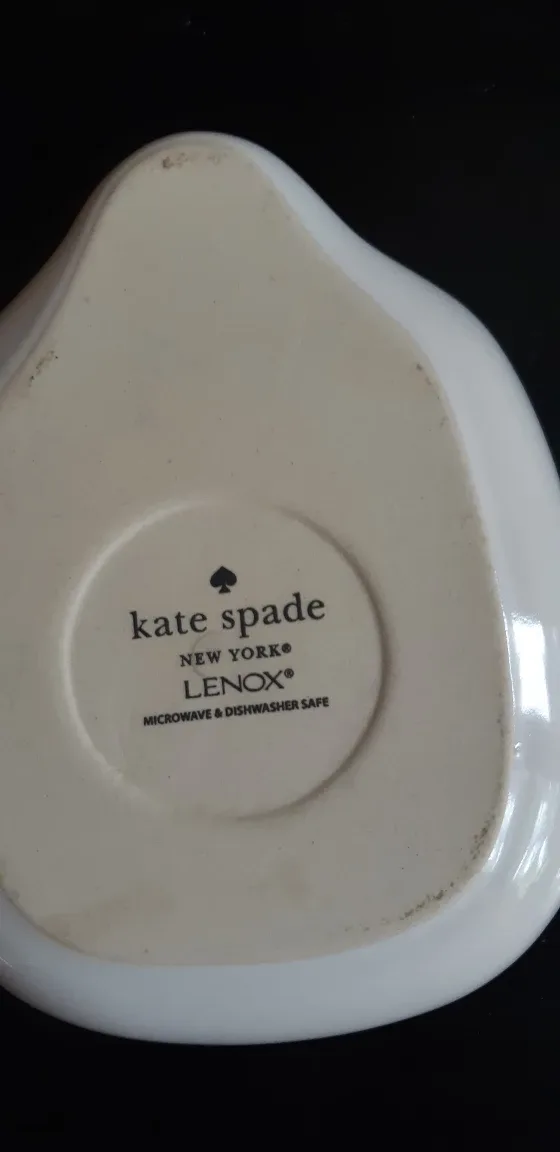 kate spade
NEW YORK®
LENOX®
MICROWAVE & DISHWASHER SAFE